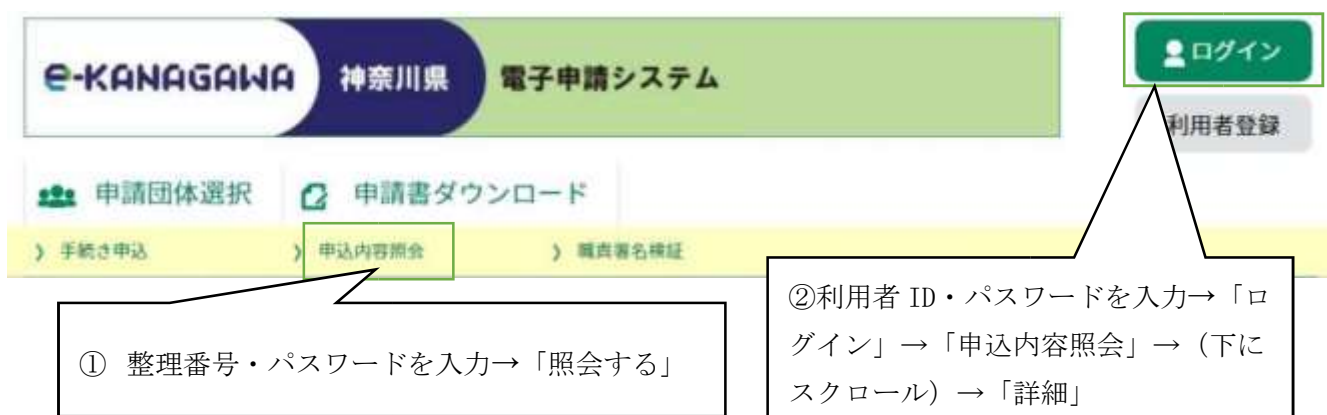 e-KANAGAWA 神奈川県 電子申請システム
ログイン
利用者登録
申請団体選択 申請書ダウンロード
》 手続き申込 》 申込内容照会 》 職責署名検証
① 整理番号・パスワードを入力→「照会する」
②利用者 ID・パスワードを入力→「ロ
グイン」→「申込内容照会」→（下に
スクロール）→「詳細」